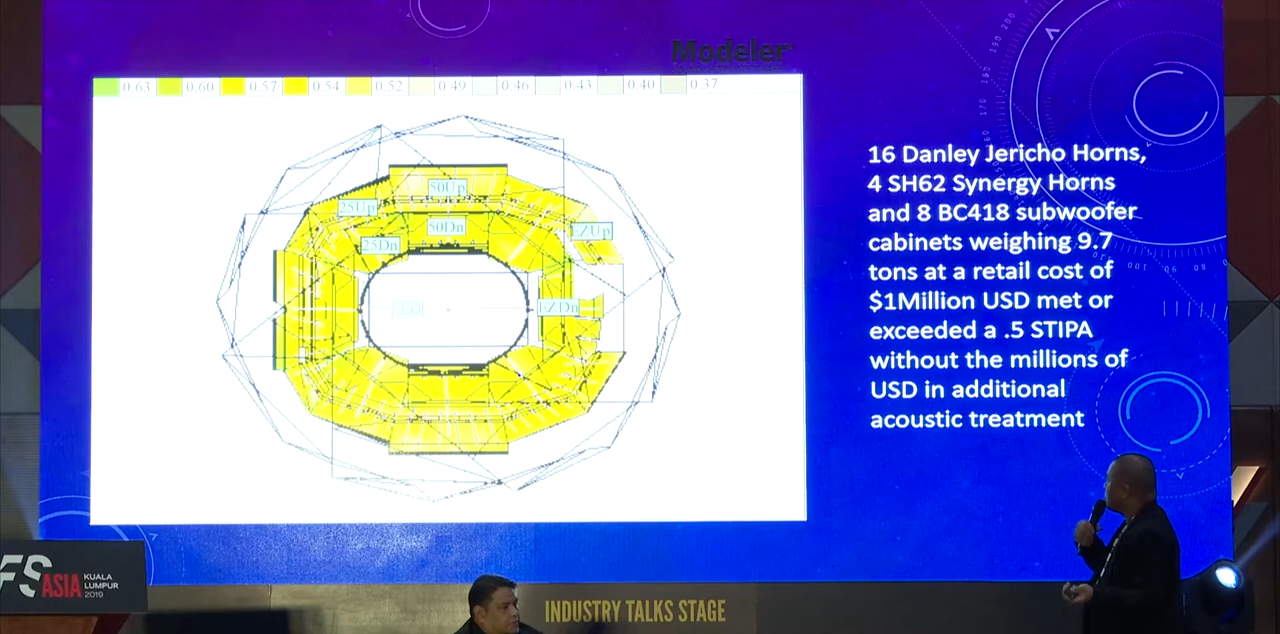 Modeler
0.63 0.60 0.57 0.54 0.52 0.49 0.46 0.43 0.40 0.37
50Up
25Up
50Dn
25Dn
EZUp
EZDn
16 Danley Jericho Horns,
4 SH62 Synergy Horns
and 8 BC418 subwoofer
cabinets weighing 9.7
tons at a retail cost of
$1Million USD met or
exceeded a .5 STIPA
without the millions of
USD in additional
acoustic treatment
FS ASIA
KUALA
LUMPUR
2019
INDUSTRY TALKS STAGE